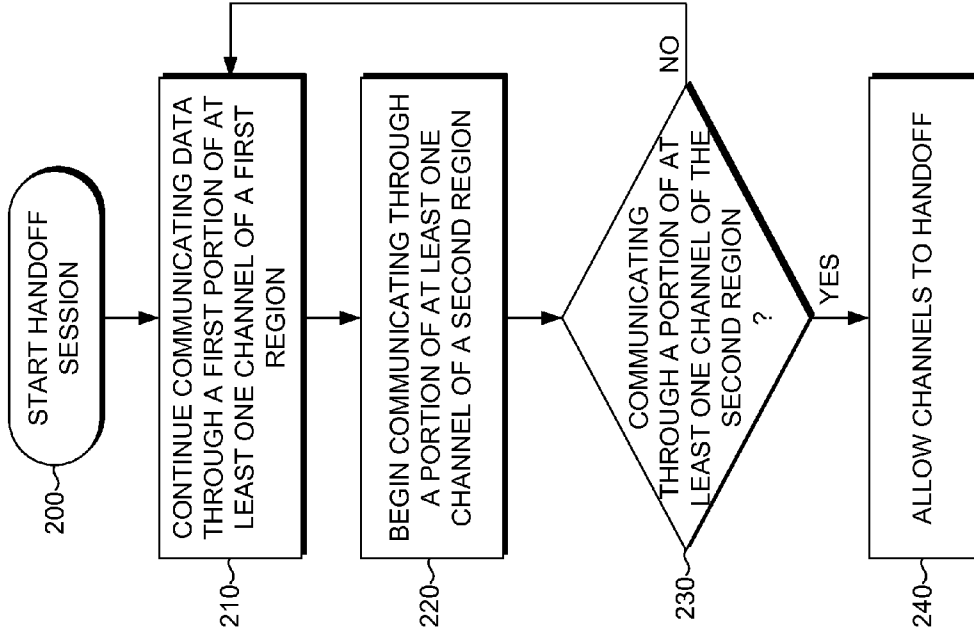 START HANDOFF
SESSION
200
CONTINUE COMMUNICATING DATA
THROUGH A FIRST PORTION OF AT
LEAST ONE CHANNEL OF A FIRST
REGION
210
BEGIN COMMUNICATING THROUGH
A PORTION OF AT LEAST ONE
CHANNEL OF A SECOND REGION
220
COMMUNICATING
THROUGH A PORTION OF AT
LEAST ONE CHANNEL OF THE
SECOND REGION
?
230
NO
YES
ALLOW CHANNELS TO HANDOFF
240